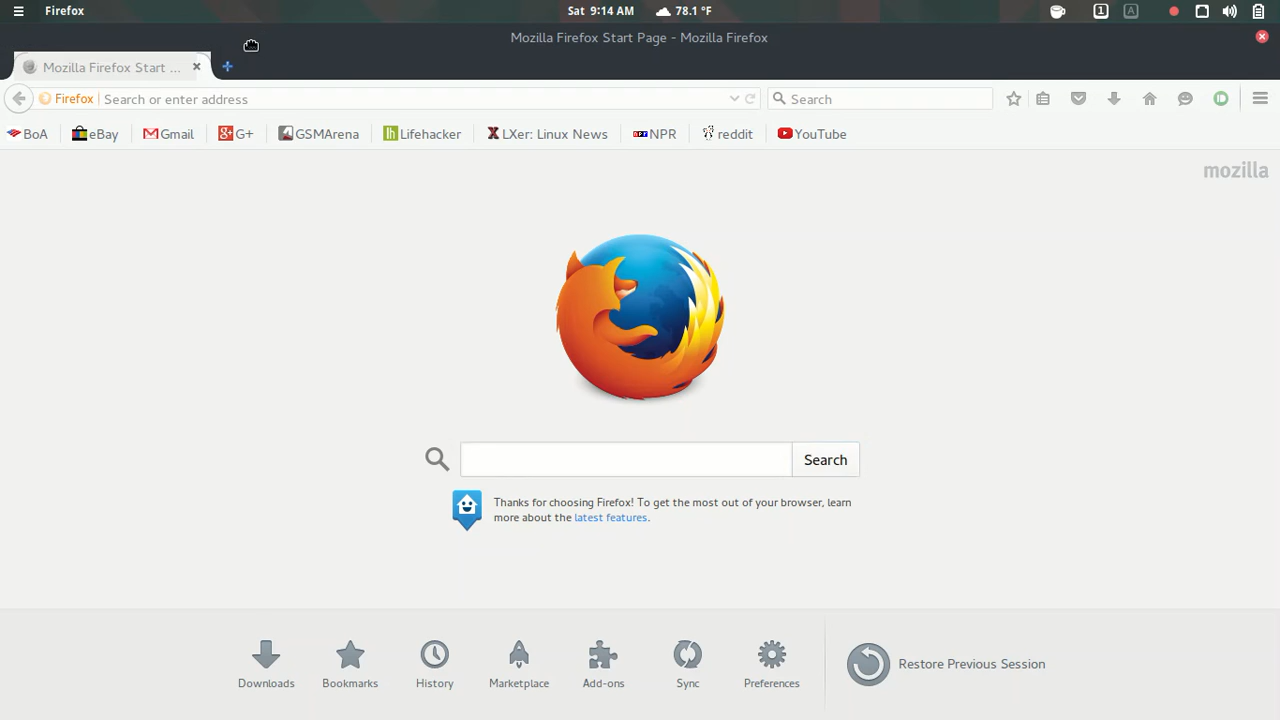 Firefox
Sat 9:14 AM 78.1 °F
1
A
Mozilla Firefox Start Page - Mozilla Firefox
Mozilla Firefox Start ...
Firefox Search or enter address
Search
BoA eBay Gmail G+ GSMArena Lifehacker LXer: Linux News NPR reddit YouTube
mozilla
Search
Thanks for choosing Firefox! To get the most out of your browser, learn
more about the latest features.
Downloads Bookmarks History Marketplace Add-ons Sync Preferences
Restore Previous Session